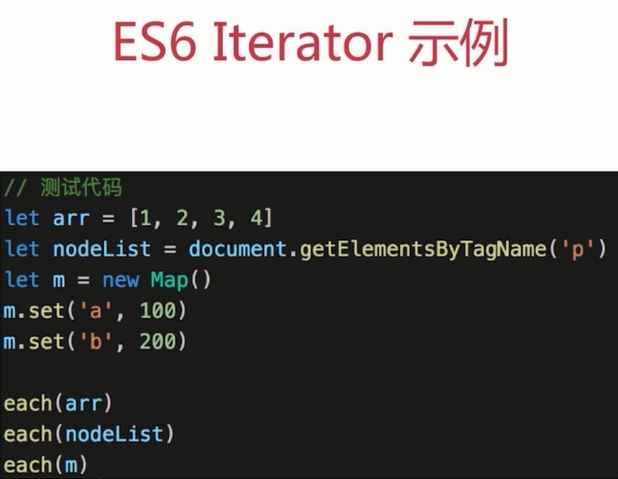 ES6 Iterator 示例
// 测试代码
let arr = [1, 2, 3, 4]
let nodeList = document.getElementsByTagName('p')
let m = new Map()
m.set('a', 100)
m.set('b', 200)
each(arr)
each(nodeList)
each(m)